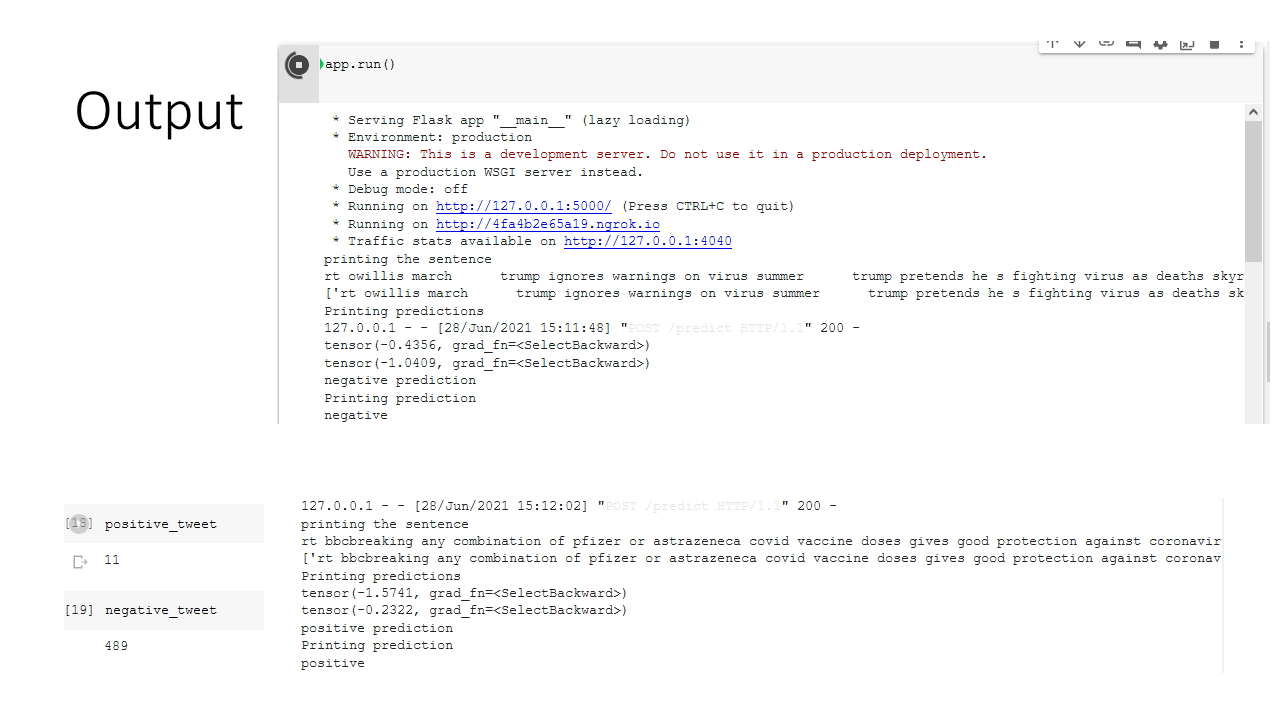 Output
app.run()
* Serving Flask app "__main__" (lazy loading)
* Environment: production
WARNING: This is a development server. Do not use it in a production deployment.
Use a production WSGI server instead.
* Debug mode: off
* Running on http://127.0.0.1:5000/ (Press CTRL+C to quit)
* Running on http://4fa4b2e65a19.ngrok.io
* Traffic stats available on http://127.0.0.1:4040
printing the sentence
rt owillis march      trump ignores warnings on virus summer      trump pretends he s fighting virus as deaths skyr
['rt owillis march      trump ignores warnings on virus summer      trump pretends he s fighting virus as deaths sk
Printing predictions
127.0.0.1 - - [28/Jun/2021 15:11:48] "POST /predict HTTP/1.1" 200 -
tensor(-0.4356, grad_fn=<SelectBackward>)
tensor(-1.0409, grad_fn=<SelectBackward>)
negative prediction
Printing prediction
negative
[18] positive_tweet
11
[19] negative_tweet
489
127.0.0.1 - - [28/Jun/2021 15:12:02] "POST /predict HTTP/1.1" 200 -
printing the sentence
rt bbcbreaking any combination of pfizer or astrazeneca covid vaccine doses gives good protection against coronavir
['rt bbcbreaking any combination of pfizer or astrazeneca covid vaccine doses gives good protection against coronav
Printing predictions
tensor(-1.5741, grad_fn=<SelectBackward>)
tensor(-0.2322, grad_fn=<SelectBackward>)
positive prediction
Printing prediction
positive